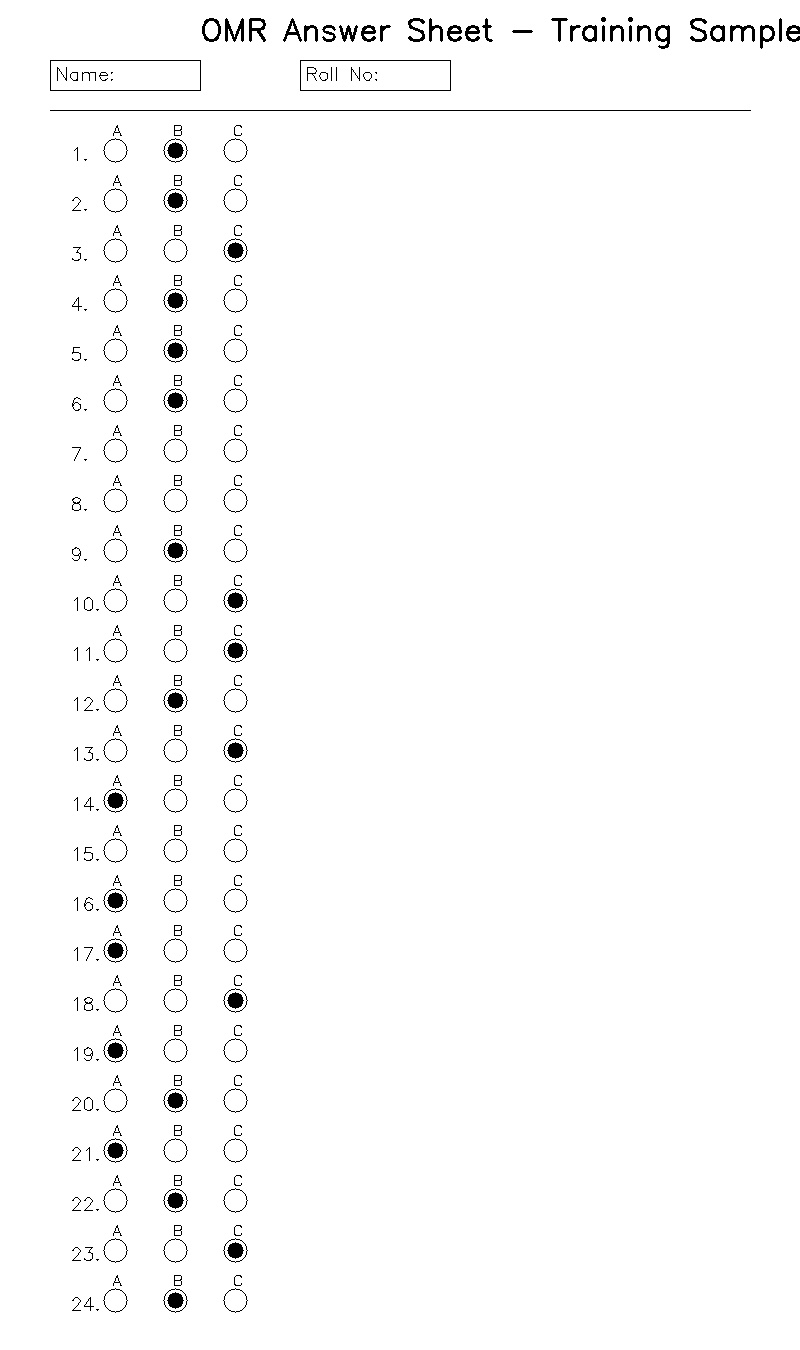 OMR Answer Sheet - Training Sample
Name: Roll No:
A B C
1.
A B C
2.
A B C
3.
A B C
4.
A B C
5.
A B C
6.
A B C
7.
A B C
8.
A B C
9.
A B C
10.
A B C
11.
A B C
12.
A B C
13.
A B C
14.
A B C
15.
A B C
16.
A B C
17.
A B C
18.
A B C
19.
A B C
20.
A B C
21.
A B C
22.
A B C
23.
A B C
24.